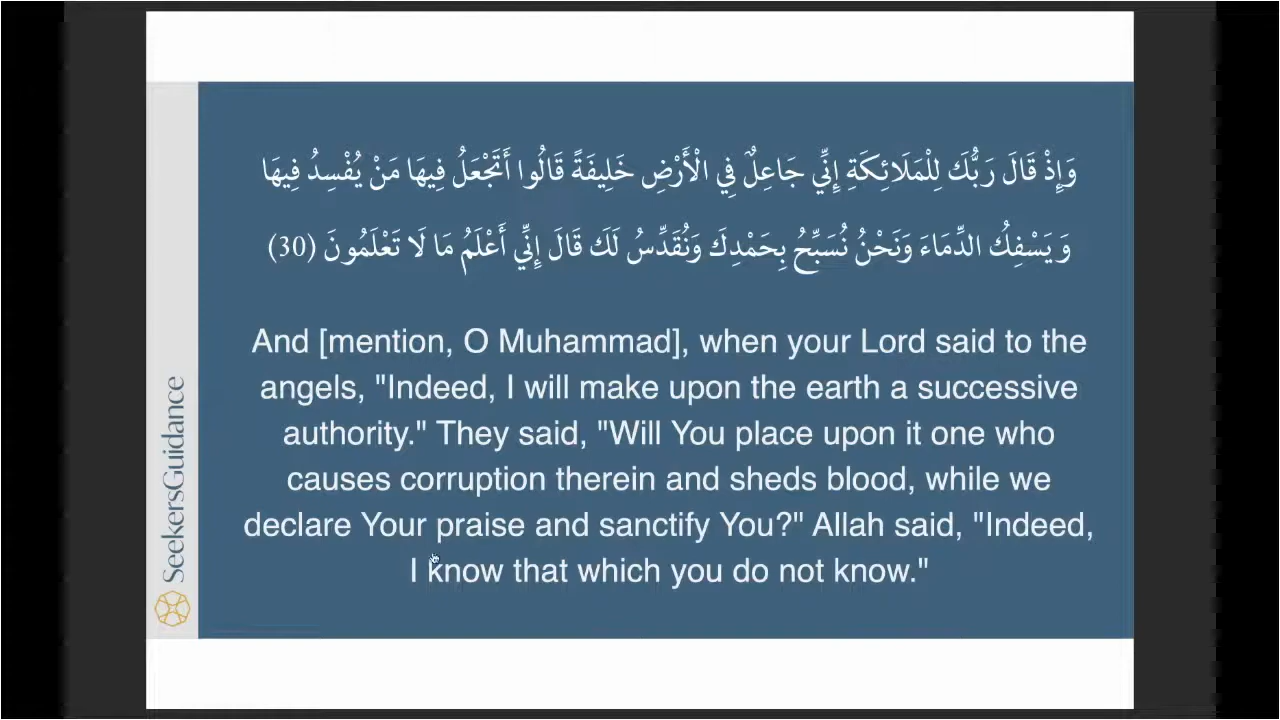 وَإِذْ قَالَ رَبُّكَ لِلْمَلَائِكَةِ إِنِّي جَاعِلٌ فِي الْأَرْضِ خَلِيفَةً قَالُوا أَتَجْعَلُ فِيهَا مَنْ يُفْسِدُ فِيهَا
وَيَسْفِكُ الدِّمَاءَ وَنَحْنُ نُسَبِّحُ بِحَمْدِكَ وَنُقَدِّسُ لَكَ قَالَ إِنِّي أَعْلَمُ مَا لَا تَعْلَمُونَ (30)
And [mention, O Muhammad], when your Lord said to the
angels, "Indeed, I will make upon the earth a successive
authority." They said, "Will You place upon it one who
causes corruption therein and sheds blood, while we
declare Your praise and sanctify You?" Allah said, "Indeed,
I know that which you do not know."
SeekersGuidance